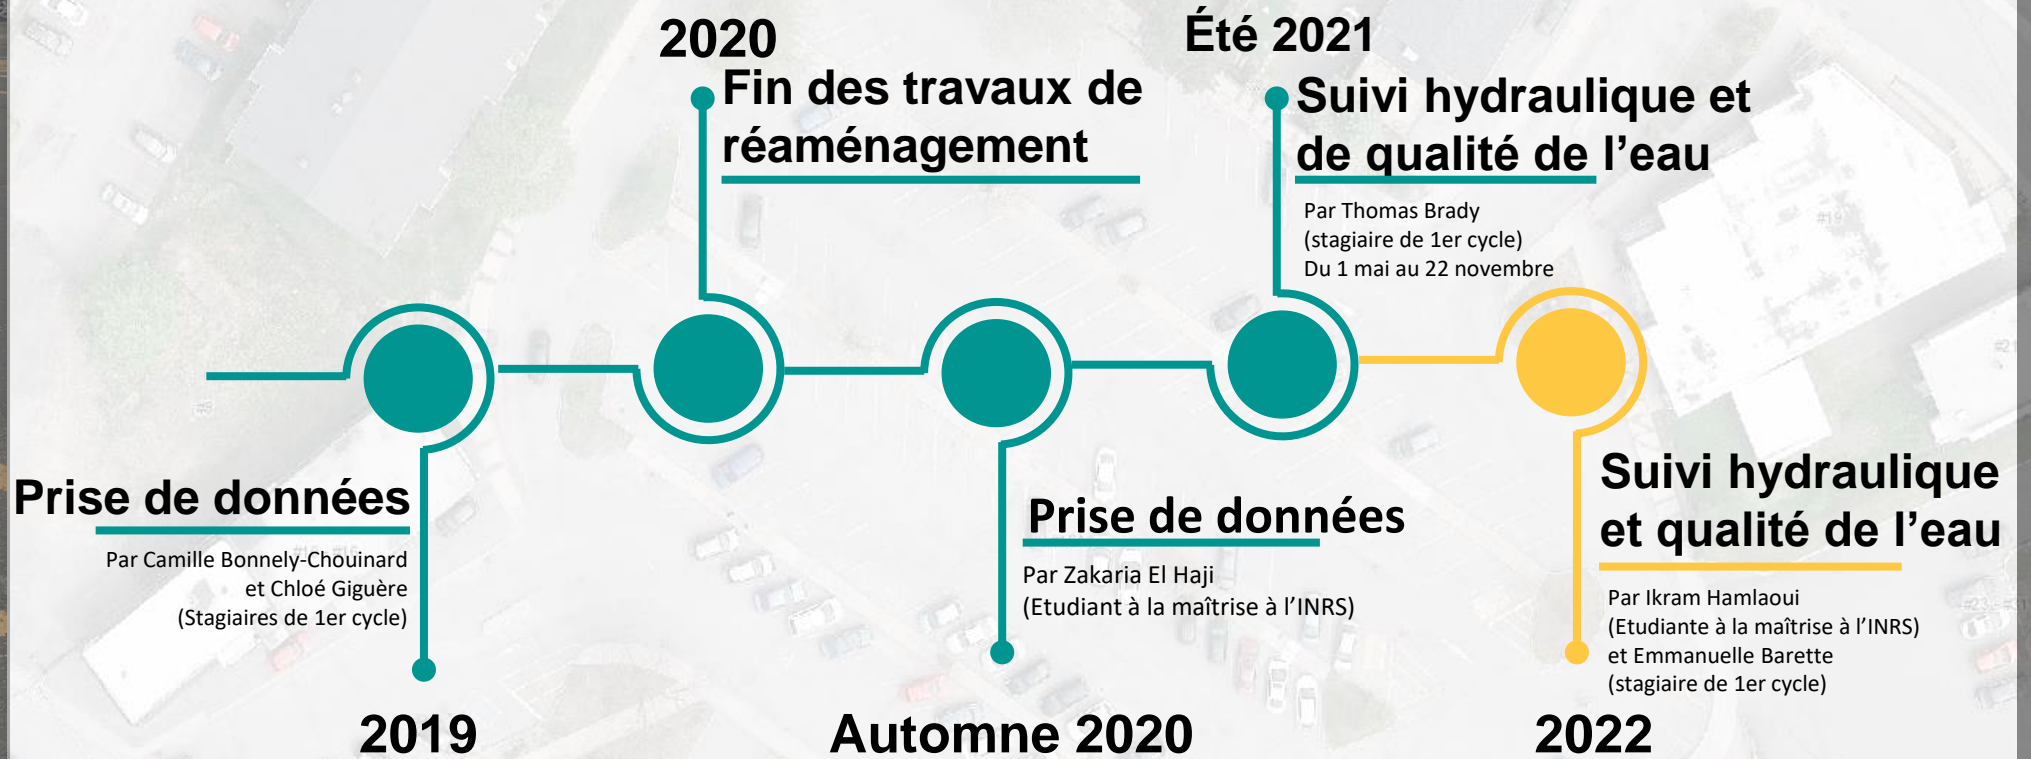 2020
Fin des travaux de
réaménagement
Été 2021
Suivi hydraulique et
de qualité de l’eau
Par Thomas Brady
(stagiaire de 1er cycle)
Du 1 mai au 22 novembre
Prise de données
Par Camille Bonnely-Chouinard
et Chloé Giguère
(Stagiaires de 1er cycle)
2019
Prise de données
Par Zakaria El Haji
(Etudiant à la maîtrise à l’INRS)
Automne 2020
Suivi hydraulique
et qualité de l’eau
Par Ikram Hamlaoui
(Etudiante à la maîtrise à l’INRS)
et Emmanuelle Barette
(stagiaire de 1er cycle)
2022